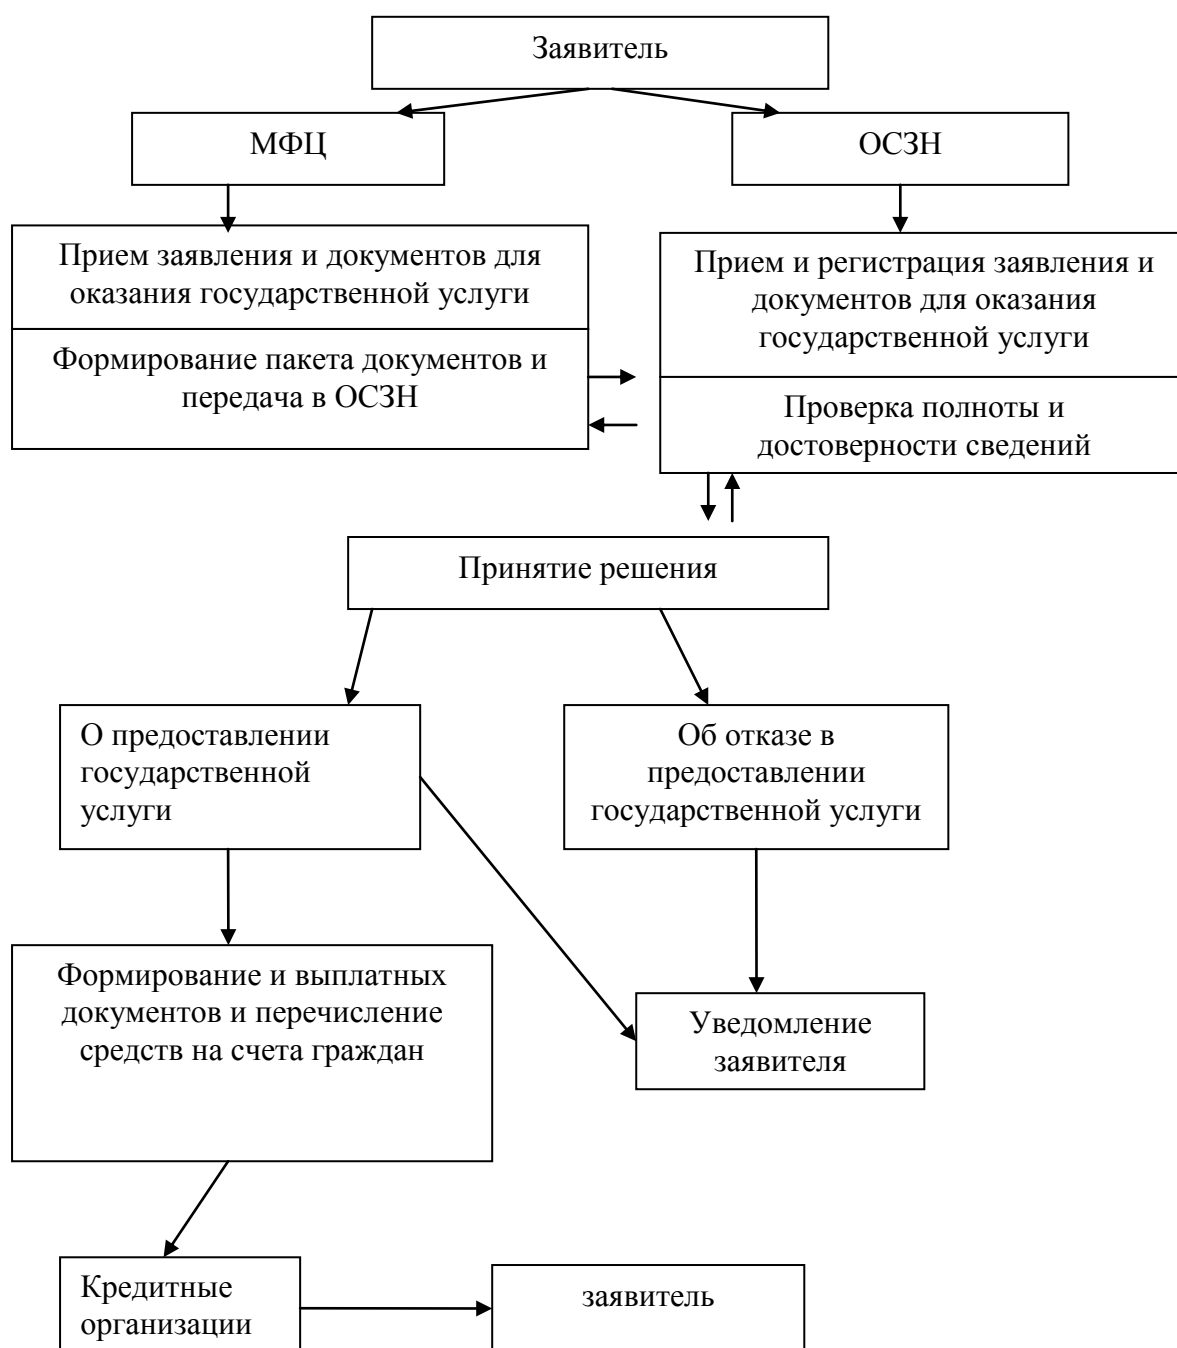 Заявитель
МФЦ
ОСЗН
Прием заявления и документов для
оказания государственной услуги
Прием и регистрация заявления и
документов для оказания
государственной услуги
Формирование пакета документов и
передача в ОСЗН
Проверка полноты и
достоверности сведений
Принятие решения
О предоставлении
государственной
услуги
Об отказе в
предоставлении
государственной услуги
Формирование и выплатных
документов и перечисление
средств на счета граждан
Уведомление
заявителя
Кредитные
организации
заявитель